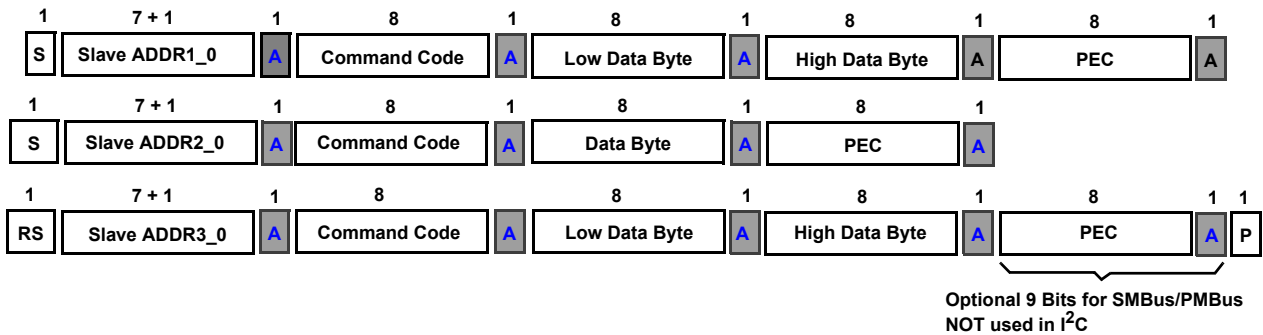 1 7 + 1 1 8 1 8 1 8 1 8 1
S Slave ADDR1_0 A Command Code A Low Data Byte A High Data Byte A PEC A
1 7 + 1 1 8 1 8 1 8 1
S Slave ADDR2_0 A Command Code A Data Byte A PEC A
1 7 + 1 1 8 1 8 1 8 1 8 1 1
RS Slave ADDR3_0 A Command Code A Low Data Byte A High Data Byte A PEC A P
Optional 9 Bits for SMBus/PMBus
NOT used in I²C